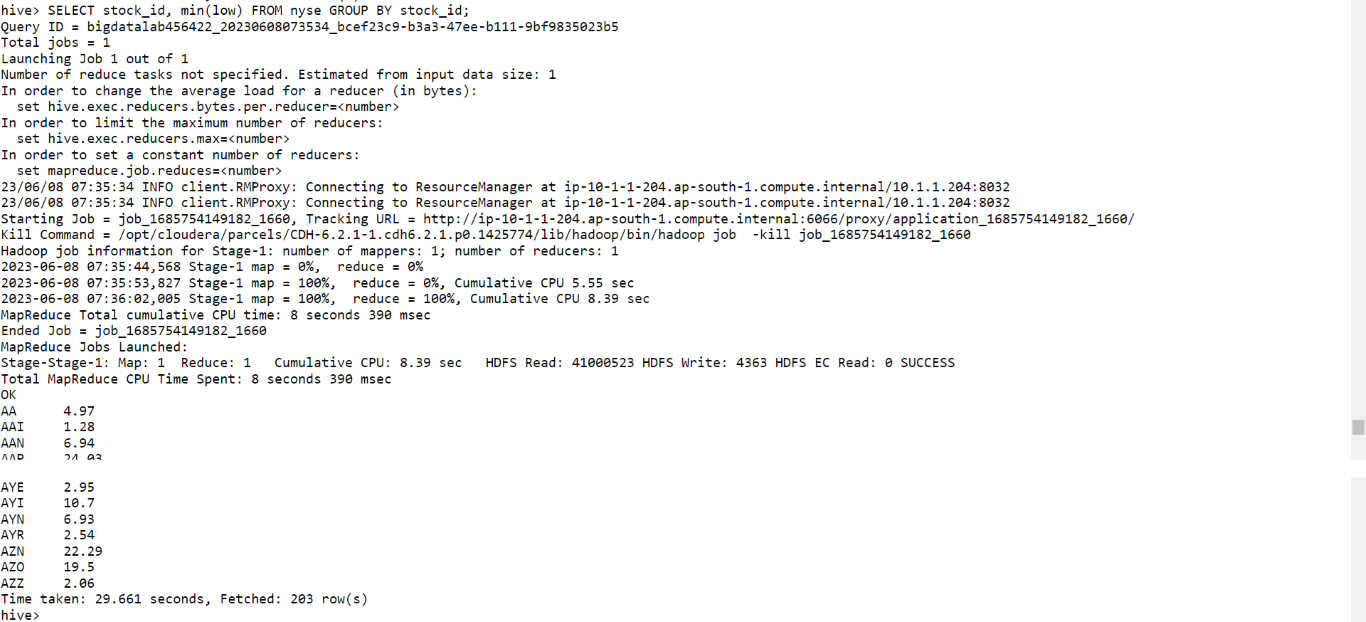 hive> SELECT stock_id, min(low) FROM nyse GROUP BY stock_id;
Query ID = bigdatalab456422_20230608073534_bcef23c9-b3a3-47ee-b111-9bf9835023b5
Total jobs = 1
Launching Job 1 out of 1
Number of reduce tasks not specified. Estimated from input data size: 1
In order to change the average load for a reducer (in bytes):
  set hive.exec.reducers.bytes.per.reducer=<number>
In order to limit the maximum number of reducers:
  set hive.exec.reducers.max=<number>
In order to set a constant number of reducers:
  set mapreduce.job.reduces=<number>
23/06/08 07:35:34 INFO client.RMProxy: Connecting to ResourceManager at ip-10-1-1-204.ap-south-1.compute.internal/10.1.1.204:8032
23/06/08 07:35:34 INFO client.RMProxy: Connecting to ResourceManager at ip-10-1-1-204.ap-south-1.compute.internal/10.1.1.204:8032
Starting Job = job_1685754149182_1660, Tracking URL = http://ip-10-1-1-204.ap-south-1.compute.internal:6066/proxy/application_1685754149182_1660/
Kill Command = /opt/cloudera/parcels/CDH-6.2.1-1.cdh6.2.1.p0.1425774/lib/hadoop/bin/hadoop job  -kill job_1685754149182_1660
Hadoop job information for Stage-1: number of mappers: 1; number of reducers: 1
2023-06-08 07:35:44,568 Stage-1 map = 0%,  reduce = 0%
2023-06-08 07:35:53,827 Stage-1 map = 100%,  reduce = 0%, Cumulative CPU 5.55 sec
2023-06-08 07:36:02,005 Stage-1 map = 100%,  reduce = 100%, Cumulative CPU 8.39 sec
MapReduce Total cumulative CPU time: 8 seconds 390 msec
Ended Job = job_1685754149182_1660
MapReduce Jobs Launched:
Stage-Stage-1: Map: 1  Reduce: 1   Cumulative CPU: 8.39 sec   HDFS Read: 41000523 HDFS Write: 4363 HDFS EC Read: 0 SUCCESS
Total MapReduce CPU Time Spent: 8 seconds 390 msec
OK
AA      4.97
AAI     1.28
AAN     6.94
24.03
AYE     2.95
AYI     10.7
AYN     6.93
AYR     2.54
AZN     22.29
AZO     19.5
AZZ     2.06
Time taken: 29.661 seconds, Fetched: 203 row(s)
hive>